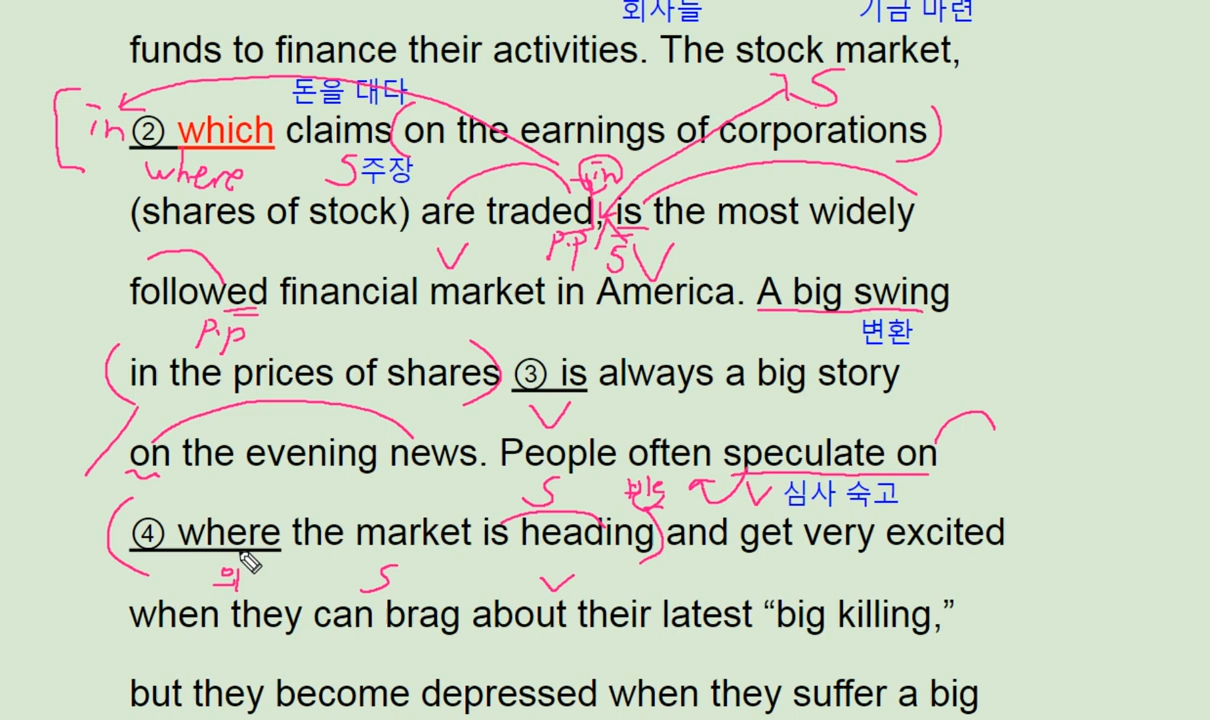 회사들 기금 마련
funds to finance their activities. The stock market,
돈을 대다 S
in ② which claims on the earnings of corporations
where S 주장 in
(shares of stock) are traded, is the most widely
p.p S V V
followed financial market in America. A big swing
p.p 변환
in the prices of shares ③ is always a big story
V
on the evening news. People often speculate on
S 빈도 V 심사 숙고
④ where the market is heading and get very excited
의 S V
when they can brag about their latest “big killing,”
but they become depressed when they suffer a big